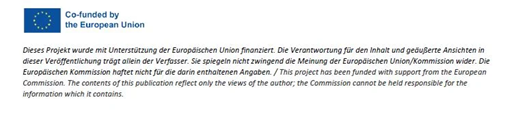 Co-funded by
the European Union
Dieses Projekt wurde mit Unterstützung der Europäischen Union finanziert. Die Verantwortung für den Inhalt und geäußerte Ansichten in
dieser Veröffentlichung trägt allein der Verfasser. Sie spiegeln nicht zwingend die Meinung der Europäischen Union/Kommission wider. Die
Europäischen Kommission haftet nicht für die darin enthaltenen Angaben. / This project has been funded with support from the European
Commission. The contents of this publication reflect only the views of the author; the Commission cannot be held responsible for the
information which it contains.